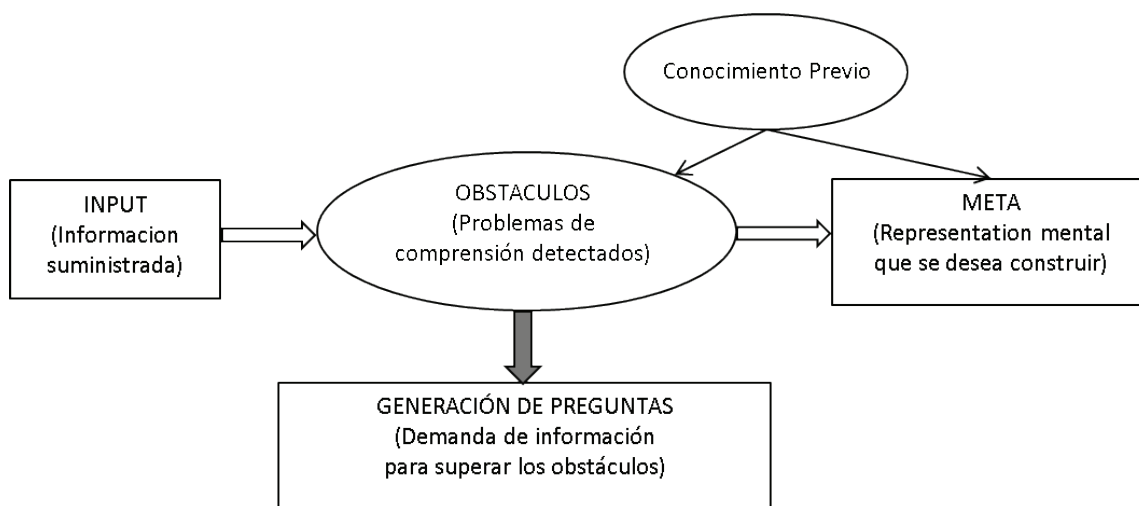 Conocimiento Previo
INPUT
(Informacion
suministrada)
OBSTACULOS
(Problemas de
comprensión detectados)
META
(Representation mental
que se desea construir)
GENERACIÓN DE PREGUNTAS
(Demanda de información
para superar los obstáculos)